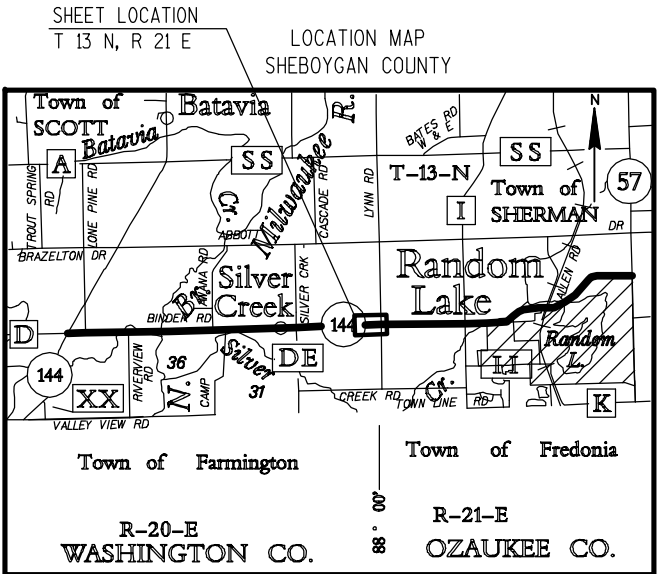 SHEET LOCATION
T 13 N, R 21 E
LOCATION MAP
SHEBOYGAN COUNTY
Town of
SCOTT
Batavia
Batavia
Cr.
Milwaukee
R.
BATES RD
W & E
N
A
SS
SS
57
T-13-N
Town of
SHERMAN
I
TROUT SPRING
RD
LONE PINE RD
CASCADE RD
LYNN RD
ABBOTT
DR
BRAZELTON DR
ALLEN RD
Silver
Creek
SILVER CRK
Random
Lake
Br.
BINDER RD
D
144
144
Random
L.
RIVERVIEW
RD
36
N.
CAMP
Silver
31
DE
Cr.
XX
CREEK RD
TOWN LINE
RD
K
VALLEY VIEW RD
Town of Farmington
Town of Fredonia
88° 00'
R-20-E
WASHINGTON CO.
R-21-E
OZAUKEE CO.